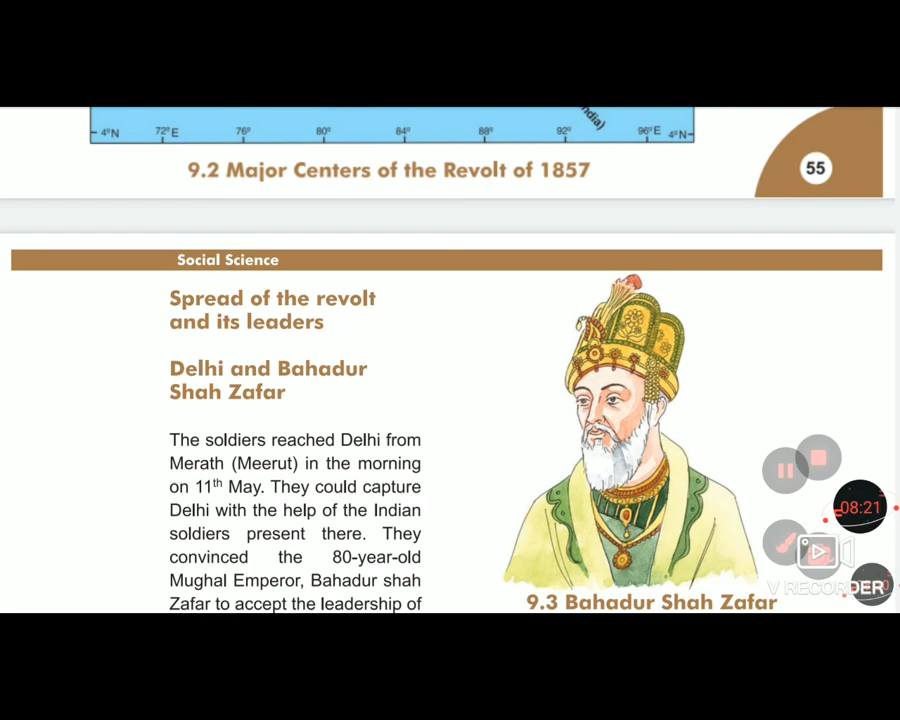 ndia)
4°N
72°E
76°
80°
84°
88°
92°
96°E
4°N
9.2 Major Centers of the Revolt of 1857
55
Social Science
Spread of the revolt
and its leaders
Delhi and Bahadur
Shah Zafar
The soldiers reached Delhi from
Merath (Meerut) in the morning
on 11th May. They could capture
Delhi with the help of the Indian
soldiers present there. They
convinced the 80-year-old
Mughal Emperor, Bahadur shah
Zafar to accept the leadership of
9.3 Bahadur Shah Zafar
08:21
V RECORDER